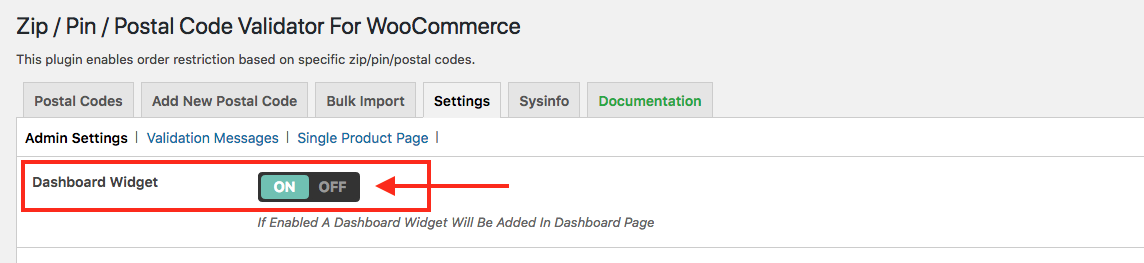 Zip / Pin / Postal Code Validator For WooCommerce
This plugin enables order restriction based on specific zip/pin/postal codes.
Postal Codes Add New Postal Code Bulk Import Settings Sysinfo Documentation
Admin Settings | Validation Messages | Single Product Page |
Dashboard Widget ON OFF
If Enabled A Dashboard Widget Will Be Added In Dashboard Page